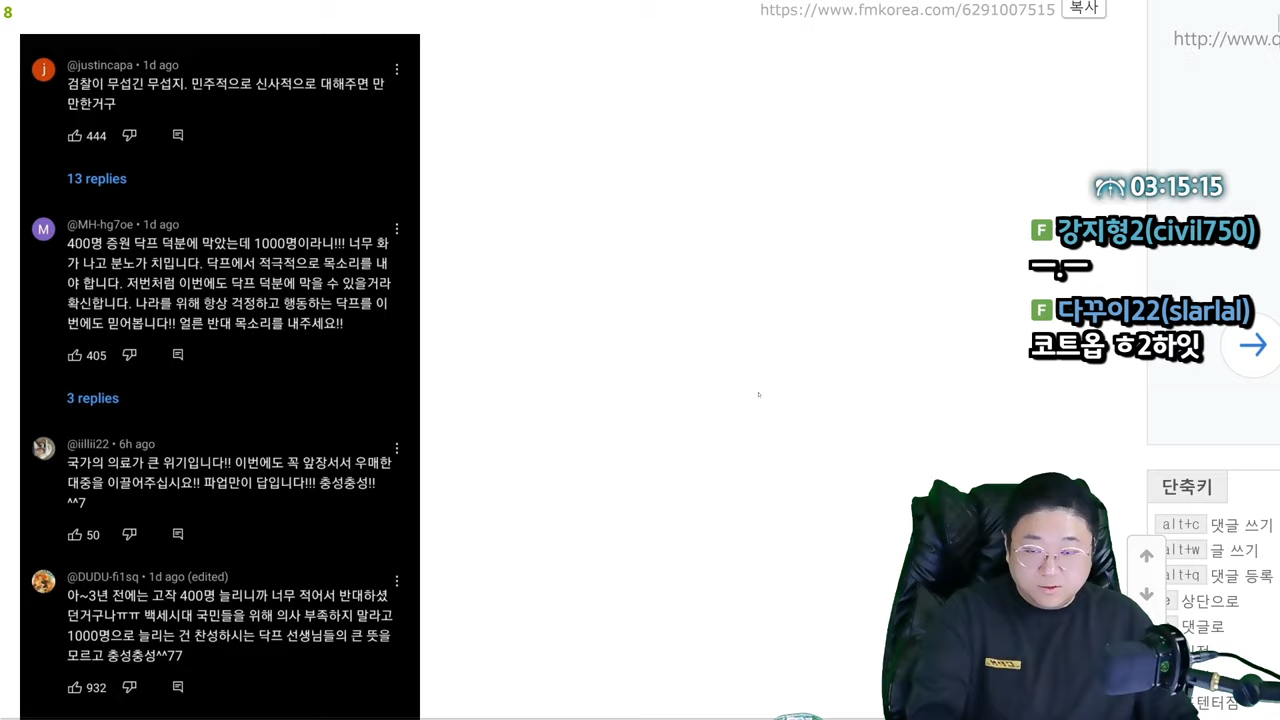 8
https://www.fmkorea.com/6291007515 복사
http://www.q
@justincapa • 1d ago
검찰이 무섭긴 무섭지. 민주적으로 신사적으로 대해주면 만
만한거구
444
13 replies
@MH-hg7oe • 1d ago
400명 증원 닥프 덕분에 막았는데 1000명이라니!!! 너무 화
가 나고 분노가 치밉니다. 닥프에서 적극적으로 목소리를 내
야 합니다. 저번처럼 이번에도 닥프 덕분에 막을 수 있을거라
확신합니다. 나라를 위해 항상 걱정하고 행동하는 닥프를 이
번에도 믿어봅니다!! 얼른 반대 목소리를 내주세요!!
405
3 replies
@iillii22 • 6h ago
국가의 의료가 큰 위기입니다!! 이번에도 꼭 앞장서서 우매한
대중을 이끌어주십시요!! 파업만이 답입니다!!! 충성충성!!
^^7
50
@DUDU-fi1sq • 1d ago (edited)
아~3년 전에는 고작 400명 늘리니까 너무 적어서 반대하셨
던거구나ㅠㅠ 백세시대 국민들을 위해 의사 부족하지 말라고
1000명으로 늘리는 건 찬성하시는 닥프 선생님들의 큰 뜻을
모르고 충성충성^^77
932
03:15:15
F 강지형2(civil750)
ㅡ.ㅡ
F 다꾸이22(slarlal)
코트옵 ㅎ2하잇
단축키
alt+c 댓글 쓰기
alt+w 글 쓰기
alt+q 댓글 등록
상단으로
댓글로